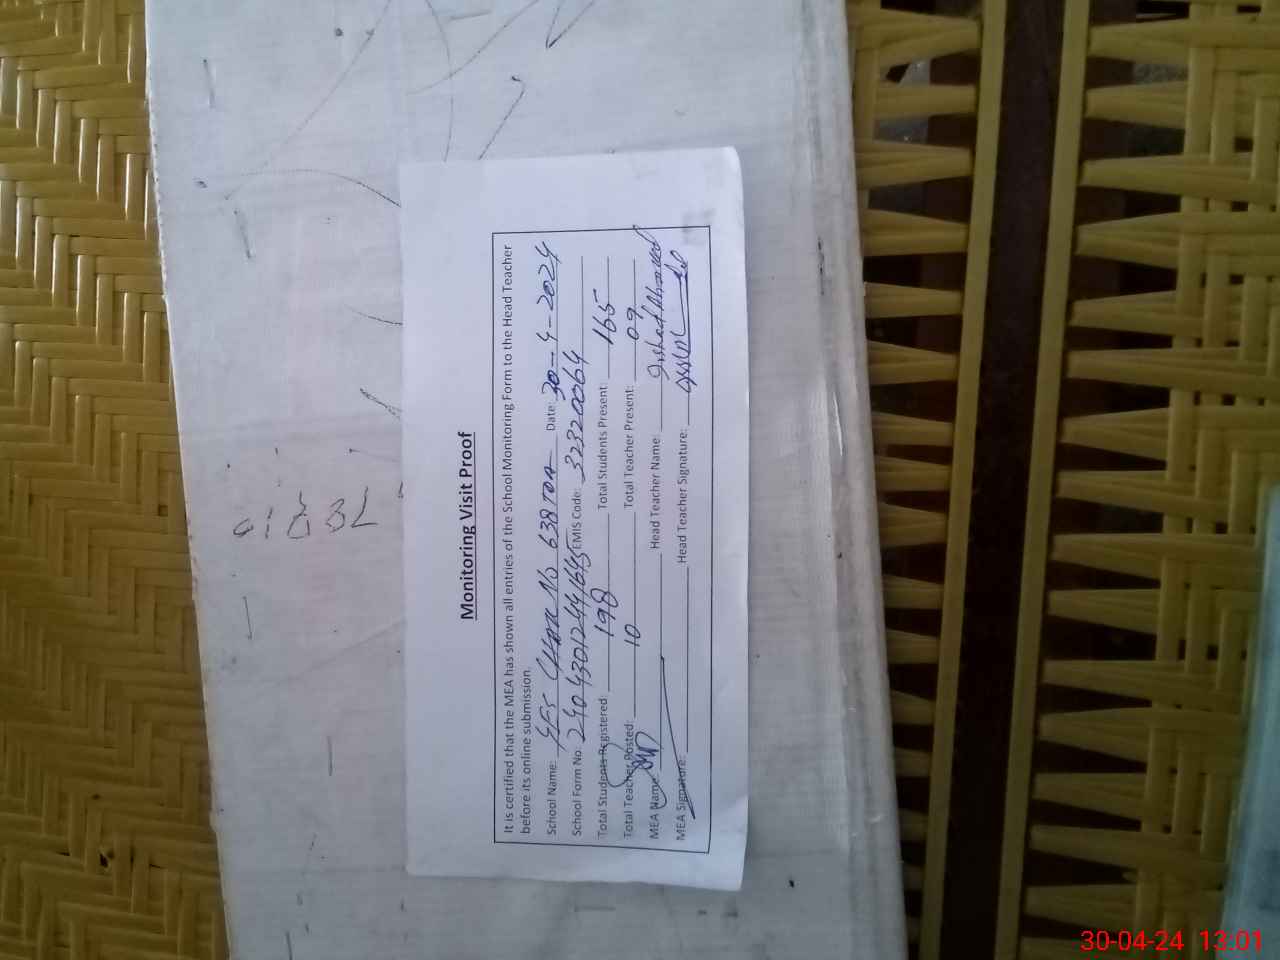 Monitoring Visit Proof
It is certified that the MEA has shown all entries of the School Monitoring Form to the Head Teacher
before its online submission.
School Name: GES Chak No 638 TDA Date: 30-4-2024
School Form No: EMIS Code: 32320064
Total Students Registered: 198 Total Students Present: 165
Total Teacher Posted: 10 Total Teacher Present: 09
MEA Name: Head Teacher Name: Irshad Ahmad
MEA Signature: Head Teacher Signature:
30-04-24 13:01